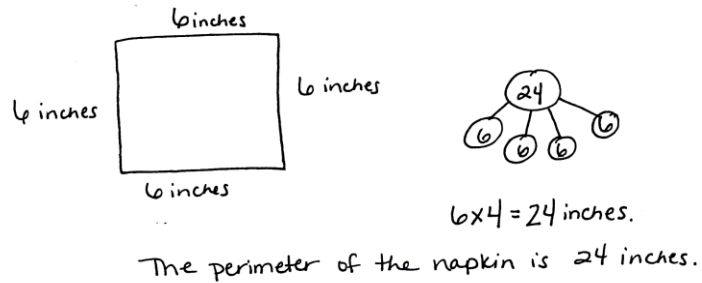 6 inches
6 inches
6 inches
24
6
6
6
6
6 inches
6x4 = 24 inches.
The perimeter of the napkin is 24 inches.